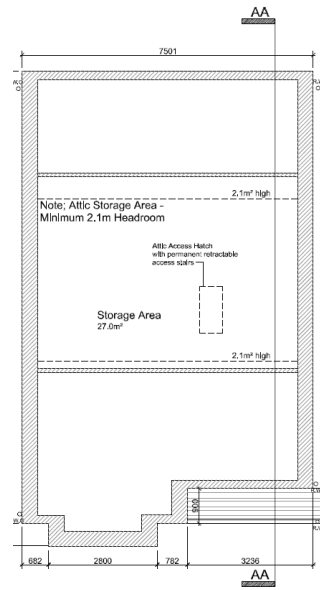 AA
7501
2.1m² high
Note; Attic Storage Area -
Minimum 2.1m Headroom
Attic Access Hatch
with permanent retractable
access stairs
Storage Area
27.0m²
2.1m² high
900
682
2800
782
3236
AA